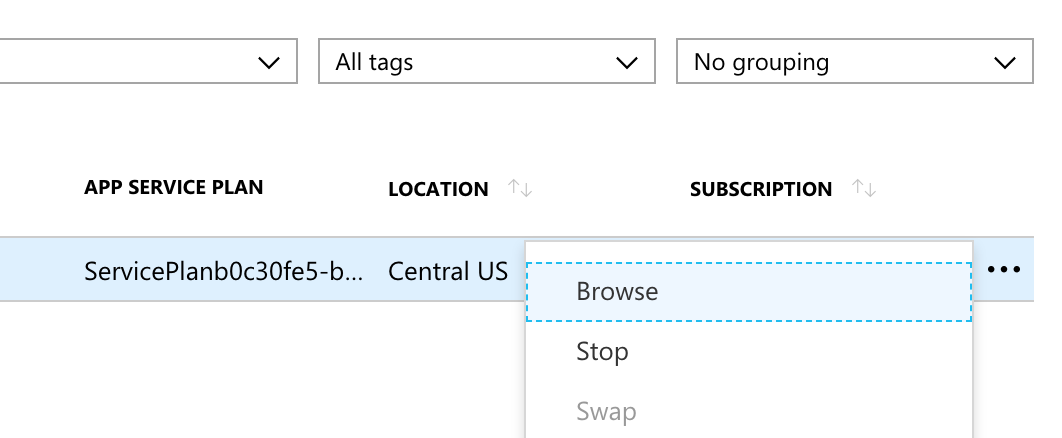 All tags
No grouping
APP SERVICE PLAN
LOCATION
SUBSCRIPTION
ServicePlanb0c30fe5-b...
Central US
Browse
Stop
Swap